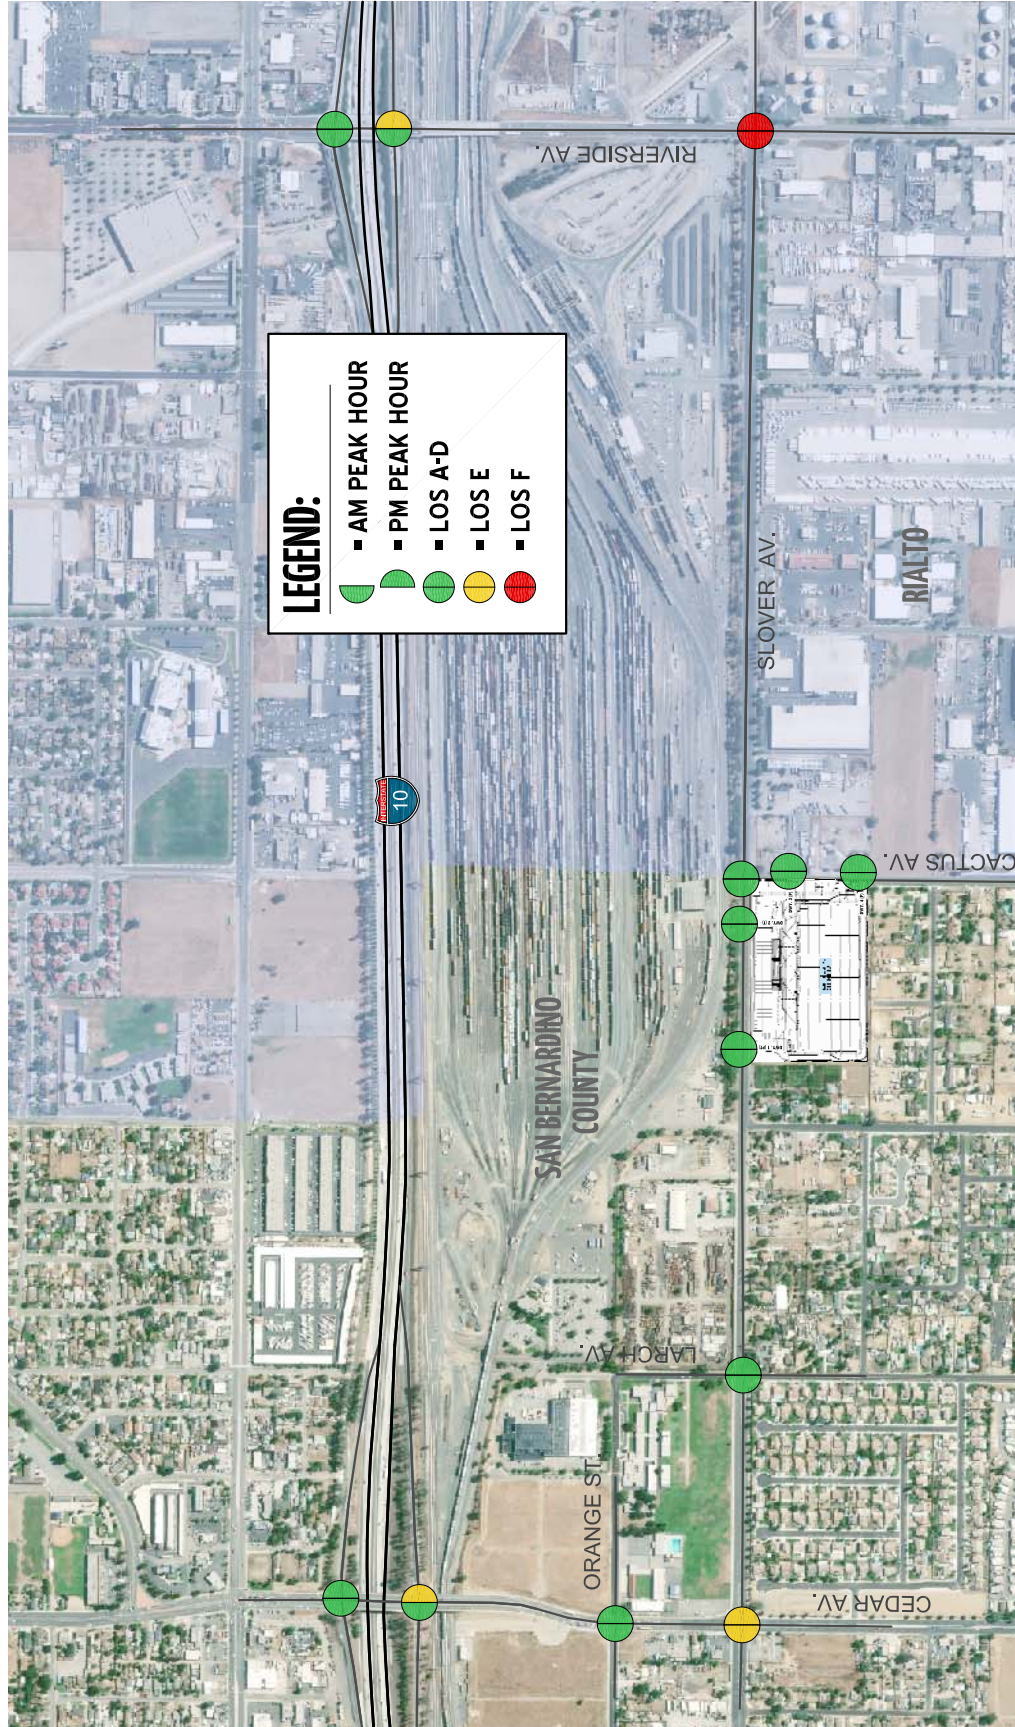 LEGEND:
- AM PEAK HOUR
- PM PEAK HOUR
- LOS A-D
- LOS E
- LOS F
RIVERSIDE AV.
SLOVER AV.
RIALTO
INTERSTATE
10
CACTUS AV.
SAN BERNARDINO
COUNTY
LARCH AV.
ORANGE ST.
CEDAR AV.